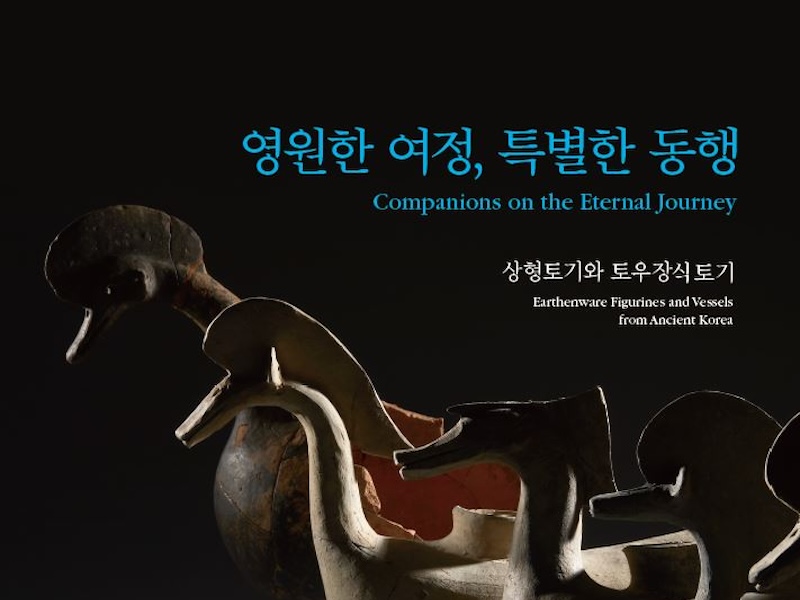 영원한 여정, 특별한 동행
Companions on the Eternal Journey
상형토기와 토우장식토기
Earthenware Figurines and Vessels
from Ancient Korea